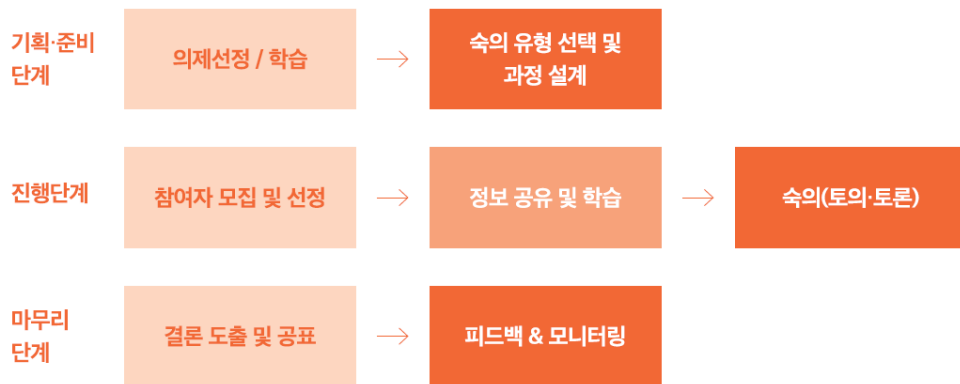 기획·준비
단계
의제선정 / 학습
숙의 유형 선택 및
과정 설계
진행단계
참여자 모집 및 선정
정보 공유 및 학습
숙의(토의·토론)
마무리
단계
결론 도출 및 공표
피드백 & 모니터링